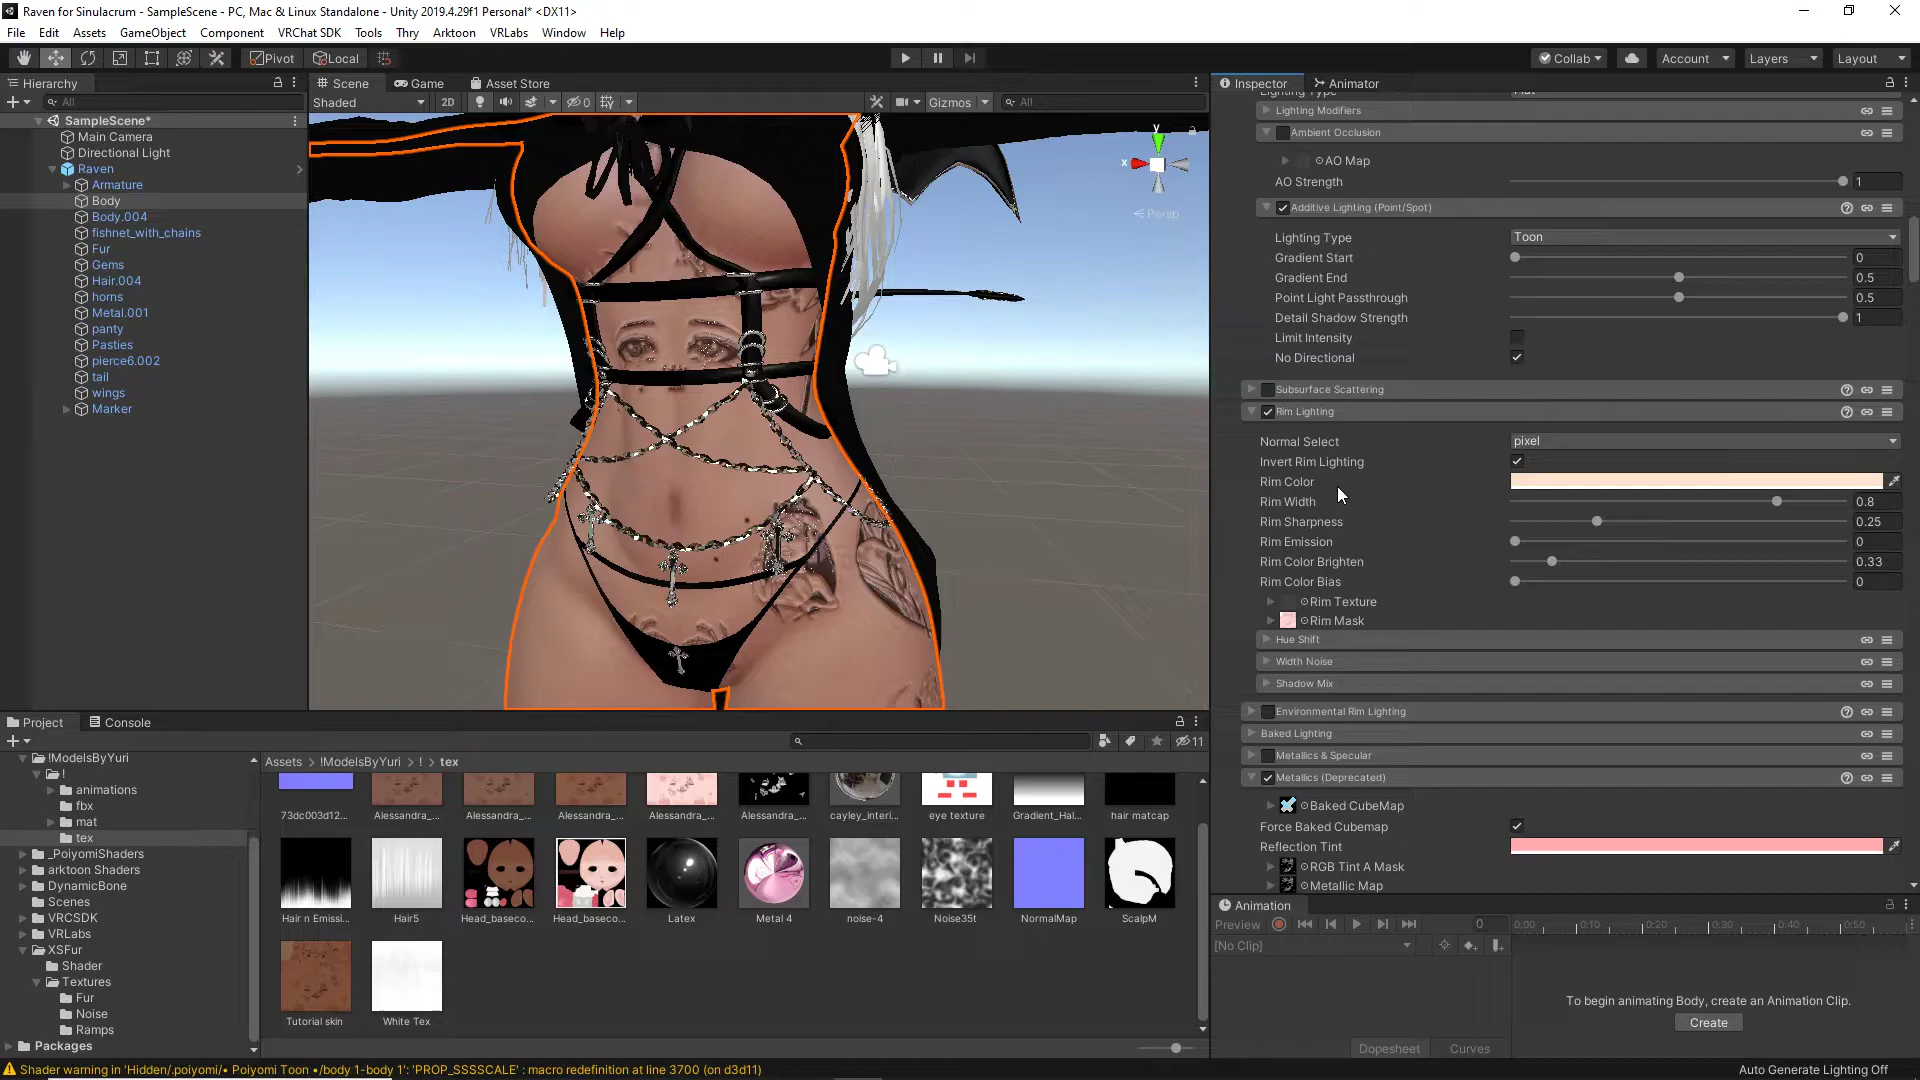 Raven for Sinulacrum - SampleScene - PC, Mac & Linux Standalone - Unity 2019.4.29f1 Personal* <DX11>
File Edit Assets GameObject Component VRChat SDK Tools Thry Arktoon VRLabs Window Help
Pivot Local Collab Account Layers Layout
Hierarchy
All
SampleScene*
Main Camera
Directional Light
Raven
Armature
Body
Body.004
fishnet_with_chains
Fur
Gems
Hair.004
horns
Metal.001
panty
Pasties
pierce6.002
tail
wings
Marker
Scene Game Asset Store
Shaded 2D 0 Gizmos All
y
x
Persp
Inspector Animator
Lighting Modifiers
Ambient Occlusion
AO Map
AO Strength 1
Additive Lighting (Point/Spot)
Lighting Type Toon
Gradient Start 0
Gradient End 0.5
Point Light Passthrough 0.5
Detail Shadow Strength 1
Limit Intensity
No Directional
Subsurface Scattering
Rim Lighting
Normal Select pixel
Invert Rim Lighting
Rim Color
Rim Width 0.8
Rim Sharpness 0.25
Rim Emission 0
Rim Color Brighten 0.33
Rim Color Bias 0
Rim Texture
Rim Mask
Hue Shift
Width Noise
Shadow Mix
Environmental Rim Lighting
Baked Lighting
Metallics & Specular
Metallics (Deprecated)
Baked CubeMap
Force Baked Cubemap
Reflection Tint
RGB Tint A Mask
Metallic Map
Project Console
11
!ModelsByYuri
!
animations
fbx
mat
tex
_PoiyomiShaders
arktoon Shaders
DynamicBone
Scenes
VRCSDK
VRLabs
XSFur
Shader
Textures
Fur
Noise
Ramps
Packages
Assets > !ModelsByYuri > ! > tex
73dc003d12... Alessandra_... Alessandra_... Alessandra_... Alessandra_... Alessandra_... cayley_interi... eye texture Gradient_Hal... hair matcap
Hair n Emissi... Hair5 Head_baseco... Head_baseco... Latex Metal 4 noise-4 Noise35t NormalMap ScalpM
Tutorial skin White Tex
Animation
Preview 0 0:00 0:10 0:20 0:30 0:40 0:50
[No Clip]
To begin animating Body, create an Animation Clip.
Create
Dopesheet Curves
Shader warning in 'Hidden/.poiyomi/• Poiyomi Toon •/body 1-body 1': 'PROP_SSSSCALE' : macro redefinition at line 3700 (on d3d11)
Auto Generate Lighting Off